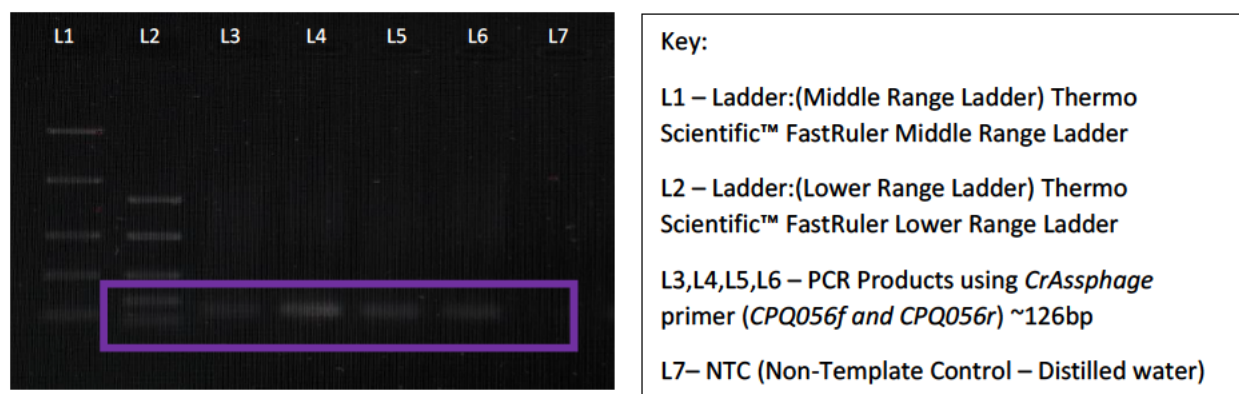 L1 L2 L3 L4 L5 L6 L7
Key:
L1 – Ladder:(Middle Range Ladder) Thermo
Scientific™ FastRuler Middle Range Ladder
L2 – Ladder:(Lower Range Ladder) Thermo
Scientific™ FastRuler Lower Range Ladder
L3,L4,L5,L6 – PCR Products using CrAssphage
primer (CPQ056f and CPQ056r) ~126bp
L7– NTC (Non-Template Control – Distilled water)